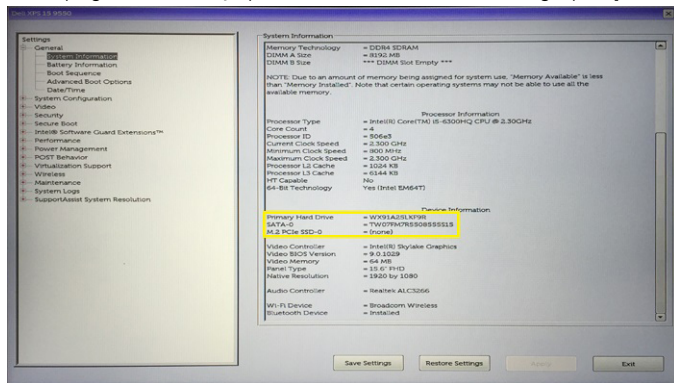 Dell XPS 15 9550
Settings
General
System Information
Battery Information
Boot Sequence
Advanced Boot Options
Date/Time
System Configuration
Video
Security
Secure Boot
Intel® Software Guard Extensions™
Performance
Power Management
POST Behavior
Virtualization Support
Wireless
Maintenance
System Logs
SupportAssist System Resolution
System Information
Memory Technology = DDR4 SDRAM
DIMM A Size = 8192 MB
DIMM B Size *** DIMM Slot Empty ***
NOTE: Due to an amount of memory being assigned for system use, "Memory Available" is less
than "Memory Installed". Note that certain operating systems may not be able to use all the
available memory.
Processor Information
Processor Type = Intel(R) Core(TM) i5-6300HQ CPU @ 2.30GHz
Core Count = 4
Processor ID = 506e3
Current Clock Speed = 2.300 GHz
Minimum Clock Speed = 800 MHz
Maximum Clock Speed = 2.300 GHz
Processor L2 Cache = 1024 KB
Processor L3 Cache = 6144 KB
HT Capable No
64-Bit Technology Yes (Intel EM64T)
Device Information
Primary Hard Drive = WX91A25LKF9R
SATA-0 = TW07FM7R5508555515
M.2 PCIe SSD-0 = (none)
Video Controller = Intel(R) Skylake Graphics
Video BIOS Version = 9.0.1029
Video Memory = 64 MB
Panel Type = 15.6" FHD
Native Resolution = 1920 by 1080
Audio Controller = Realtek ALC3266
Wi-Fi Device = Broadcom Wireless
Bluetooth Device = Installed
Save Settings
Restore Settings
Apply
Exit